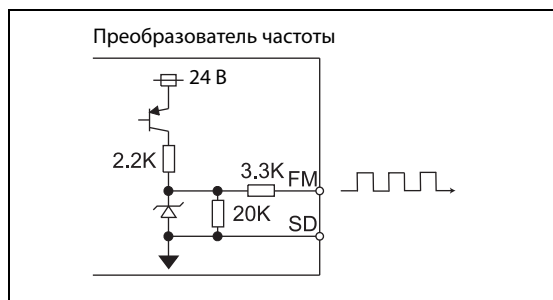 Преобразователь частоты
24 В
2.2K
3.3K
FM
20K
SD